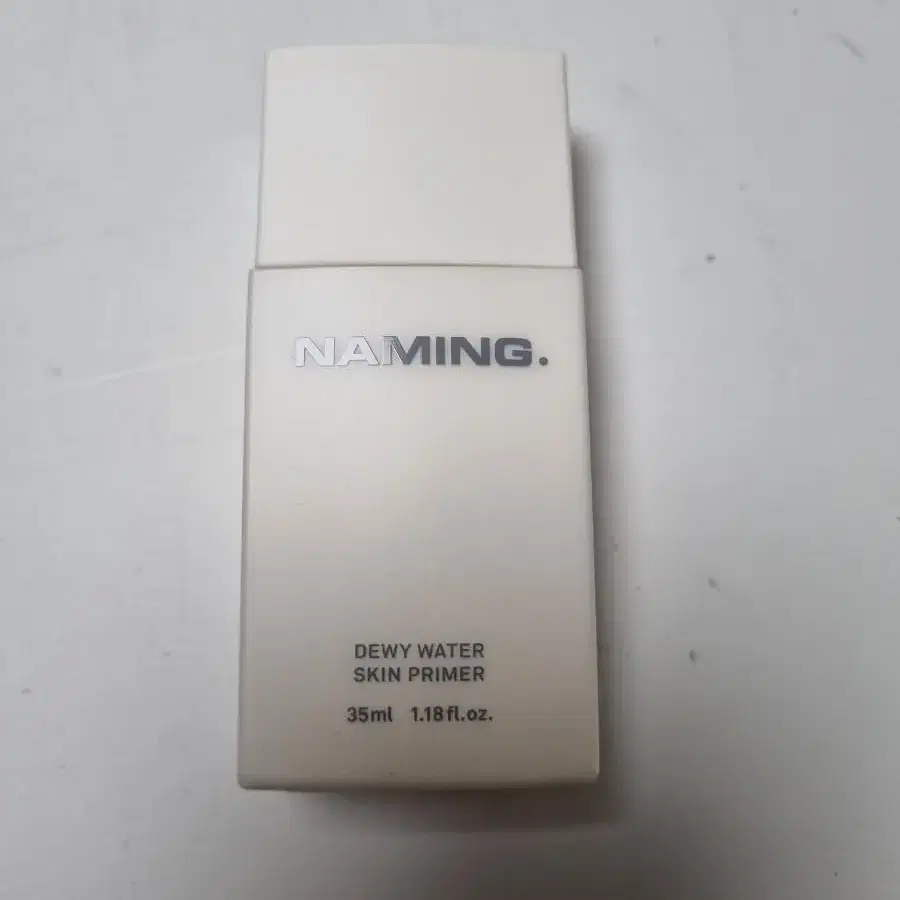 NAMING.
DEWY WATER
SKIN PRIMER
35ml 1.18fl.oz.